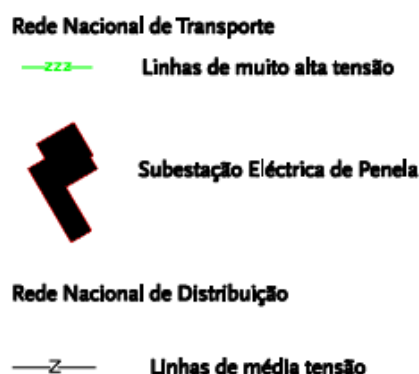 Rede Nacional de Transporte
zzz Linhas de muito alta tensão
Subestação Eléctrica de Penela
Rede Nacional de Distribuição
Z Linhas de média tensão